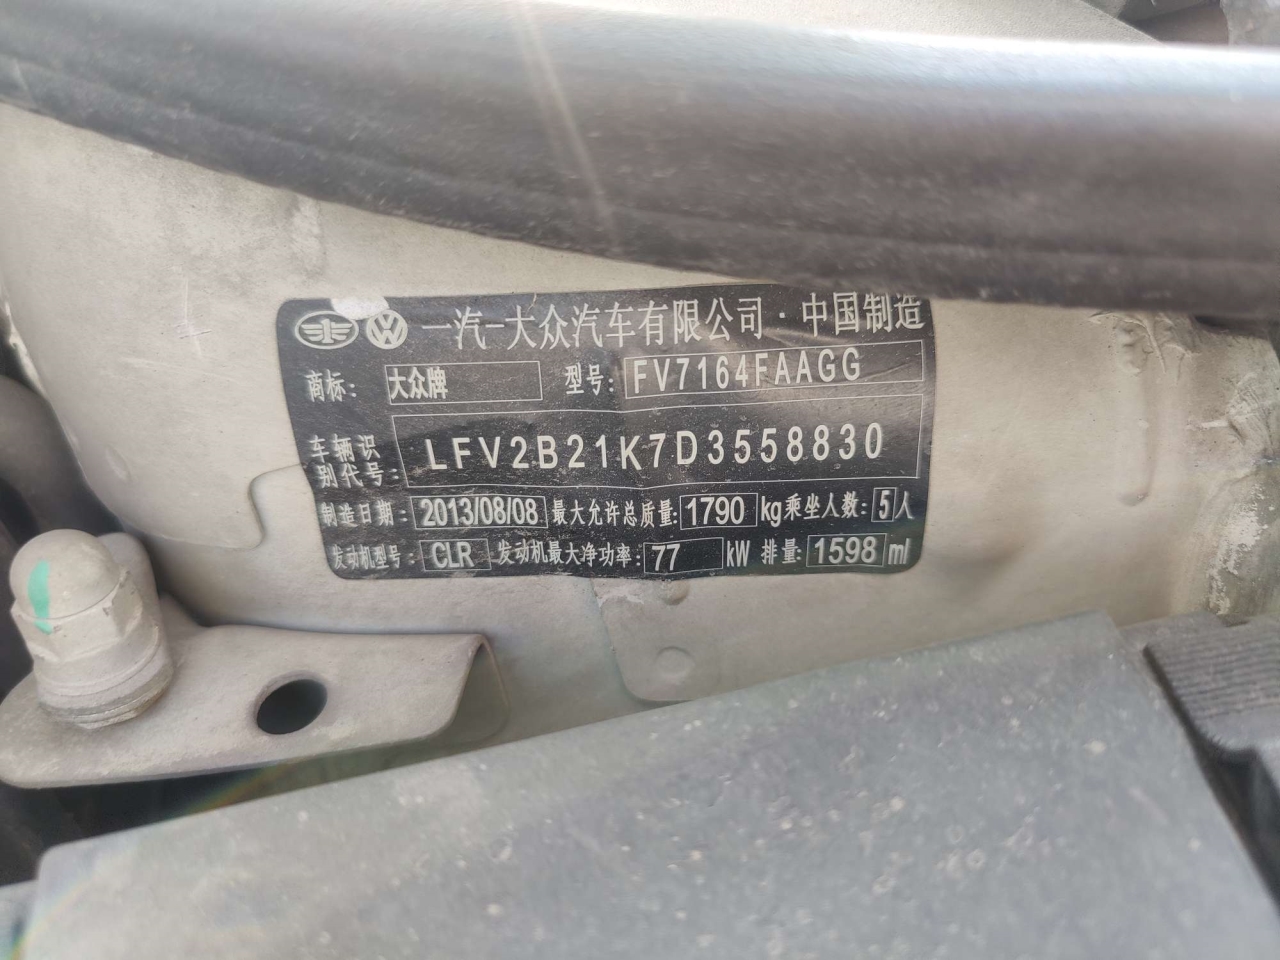 一汽-大众汽车有限公司·中国制造
商标: 大众牌 型号: FV7164FAAGG
车辆识别代号: LFV2B21K7D3558830
制造日期: 2013/08/08 最大允许总质量: 1790 kg 乘坐人数: 5人
发动机型号: CLR 发动机最大净功率: 77 kW 排量: 1598 ml